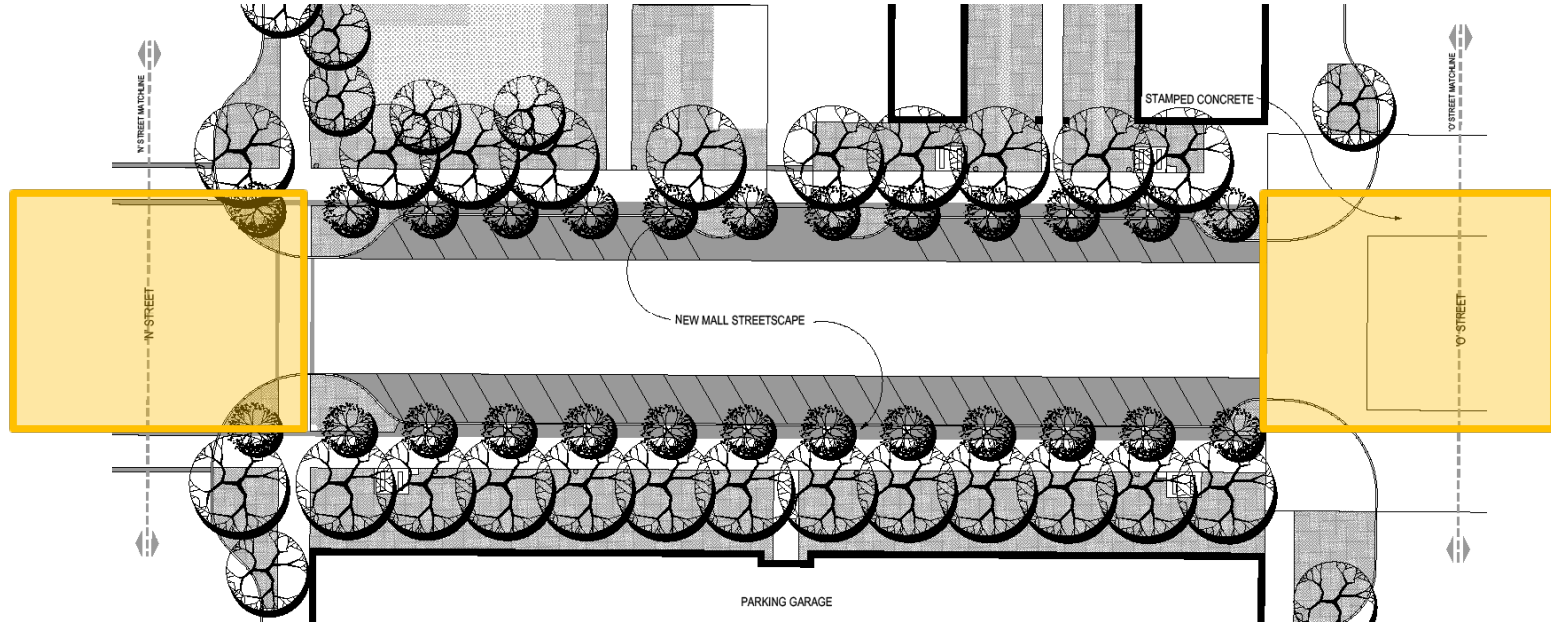 'N' STREET MATCHLINE
'O' STREET MATCHLINE
STAMPED CONCRETE
'N' STREET
NEW MALL STREETSCAPE
'O' STREET
PARKING GARAGE